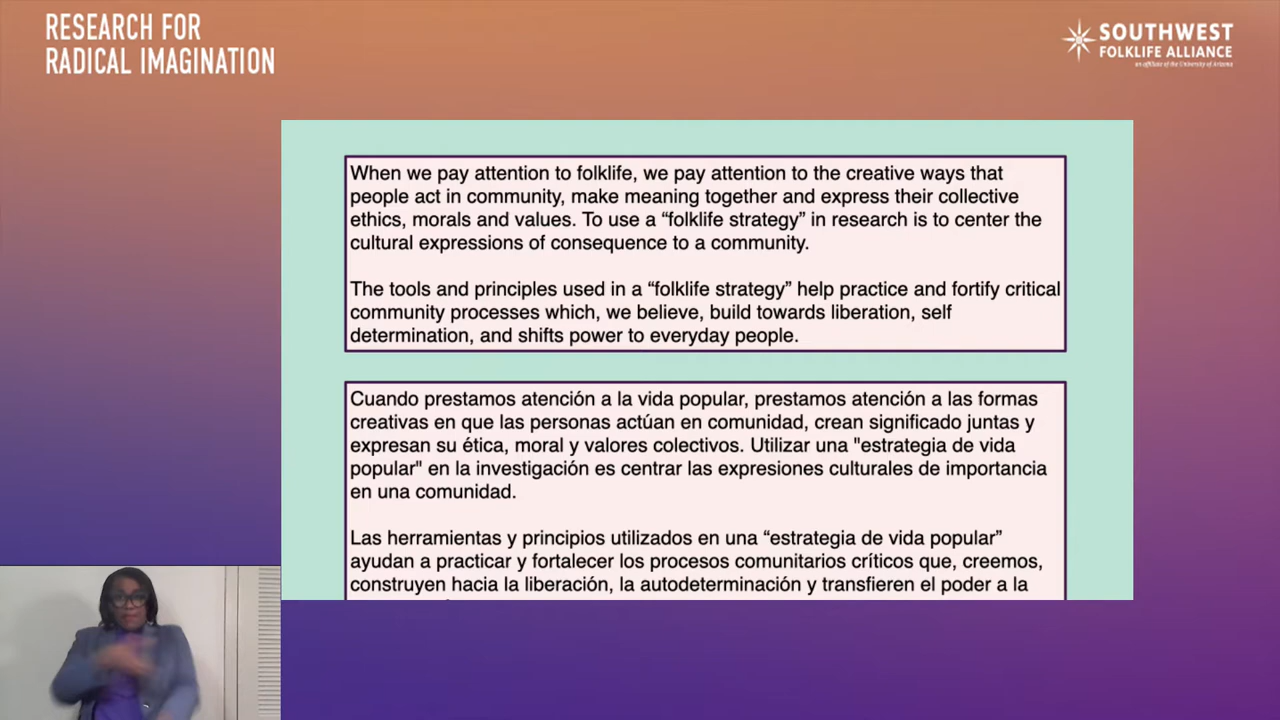 RESEARCH FOR
RADICAL IMAGINATION
SOUTHWEST
FOLKLIFE ALLIANCE
an affiliate of the University of Arizona
When we pay attention to folklife, we pay attention to the creative ways that
people act in community, make meaning together and express their collective
ethics, morals and values. To use a “folklife strategy” in research is to center the
cultural expressions of consequence to a community.
The tools and principles used in a “folklife strategy” help practice and fortify critical
community processes which, we believe, build towards liberation, self
determination, and shifts power to everyday people.
Cuando prestamos atención a la vida popular, prestamos atención a las formas
creativas en que las personas actúan en comunidad, crean significado juntas y
expresan su ética, moral y valores colectivos. Utilizar una "estrategia de vida
popular" en la investigación es centrar las expresiones culturales de importancia
en una comunidad.
Las herramientas y principios utilizados en una “estrategia de vida popular”
ayudan a practicar y fortalecer los procesos comunitarios críticos que, creemos,
construyen hacia la liberación, la autodeterminación y transfieren el poder a la